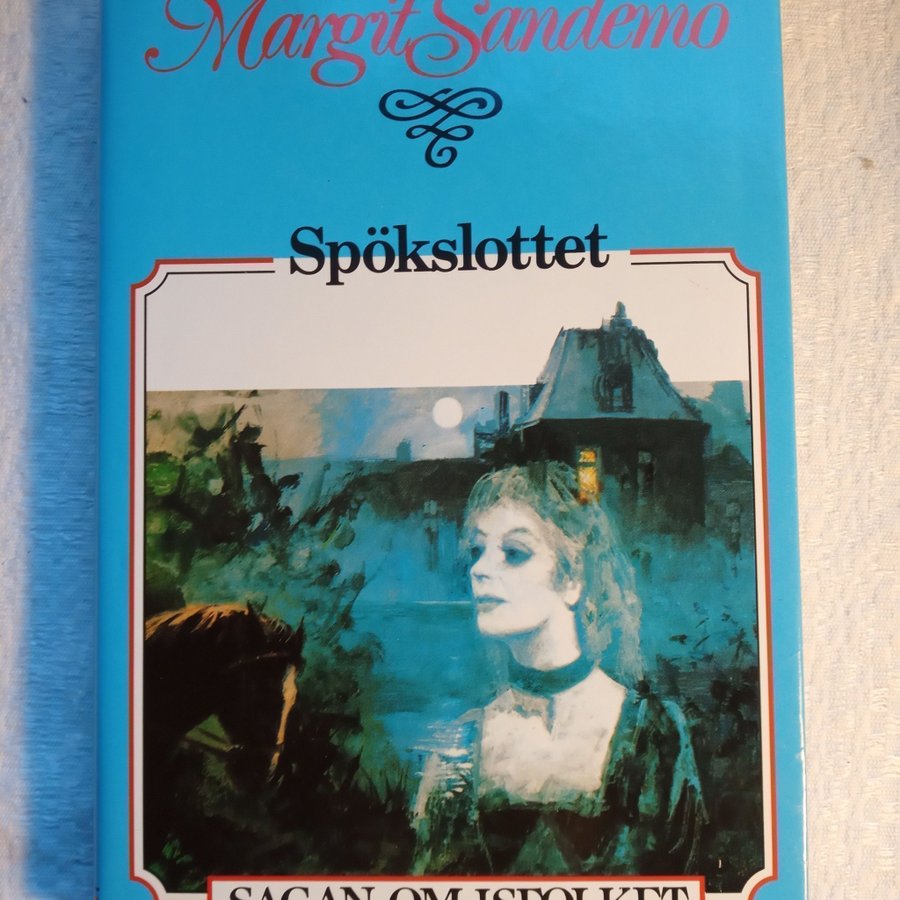 Margit Sandemo
Spökslottet
SAGAN OM ISFOLKET